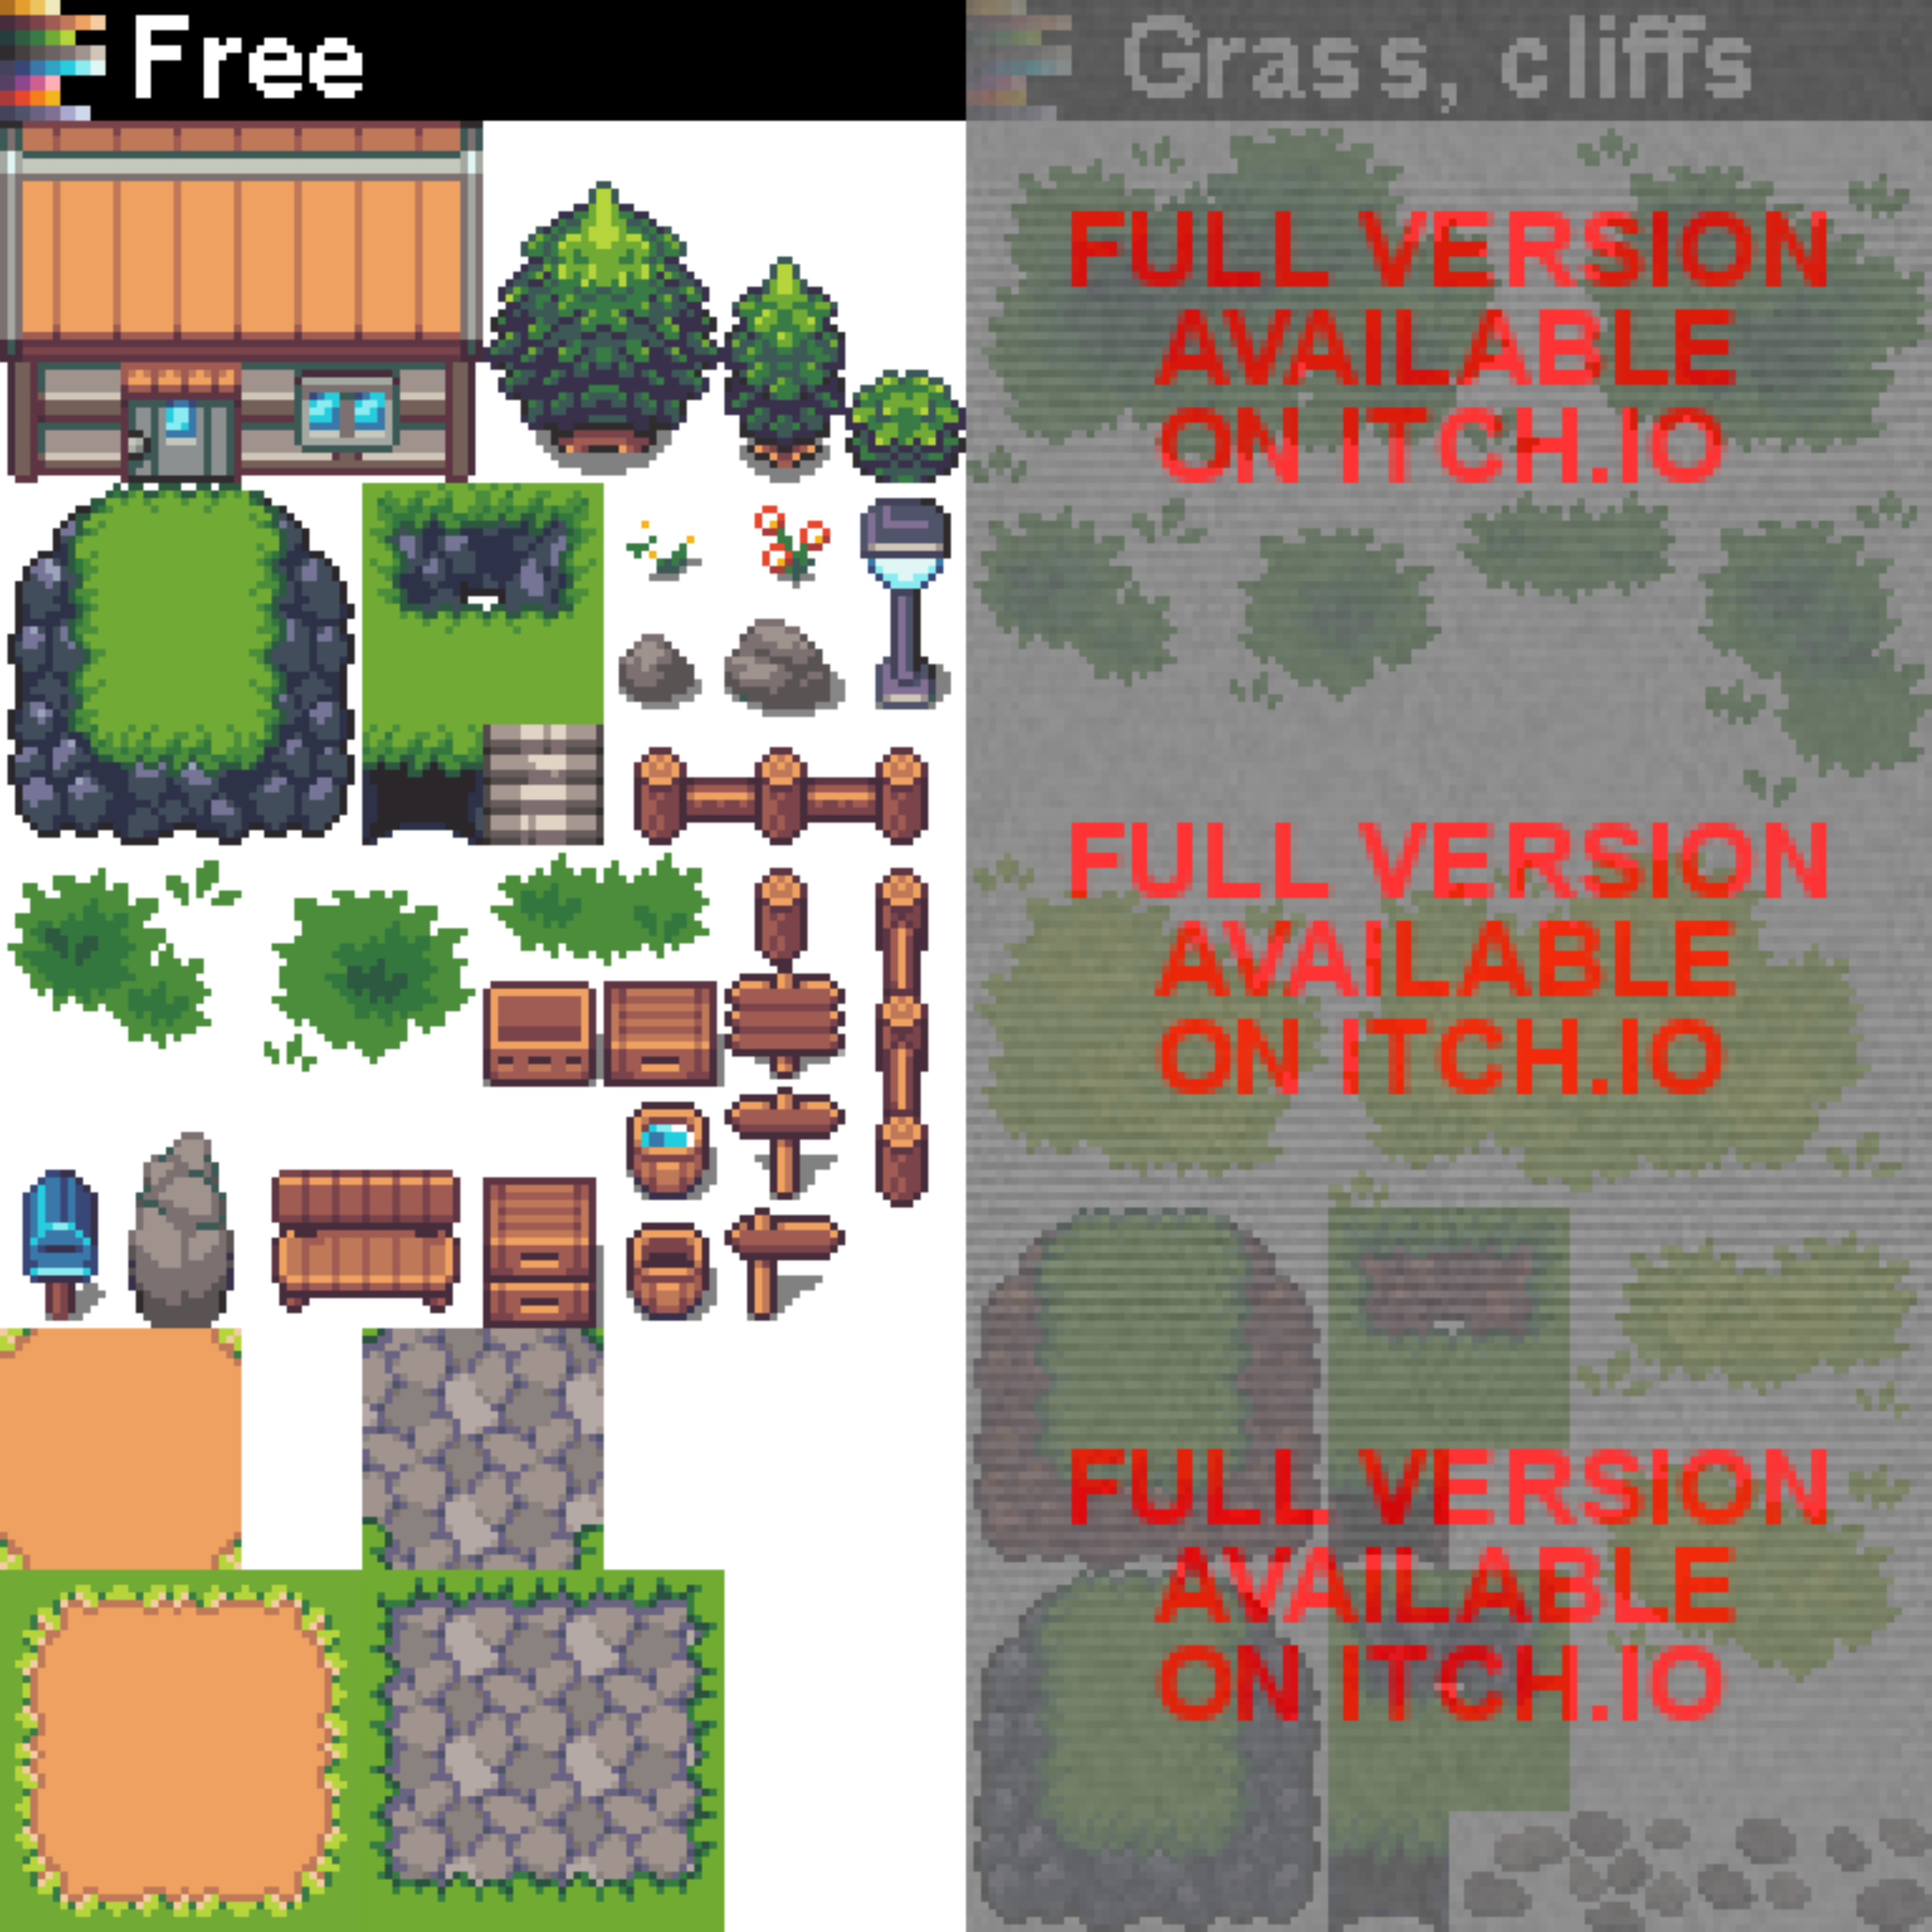 Free
Grass, cliffs
FULL VERSION
AVAILABLE
ON ITCH.IO
FULL VERSION
AVAILABLE
ON ITCH.IO
FULL VERSION
AVAILABLE
ON ITCH.IO